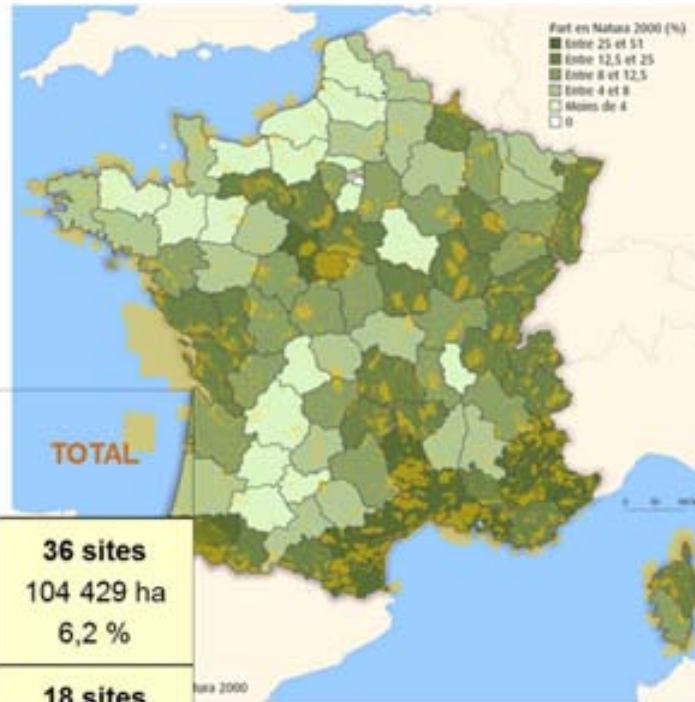 Part en Natura 2000 (%)
Entre 25 et 51
Entre 12,5 et 25
Entre 8 et 12,5
Entre 4 et 8
Moins de 4
0
TOTAL
36 sites
104 429 ha
6,2 %
18 sites
2000